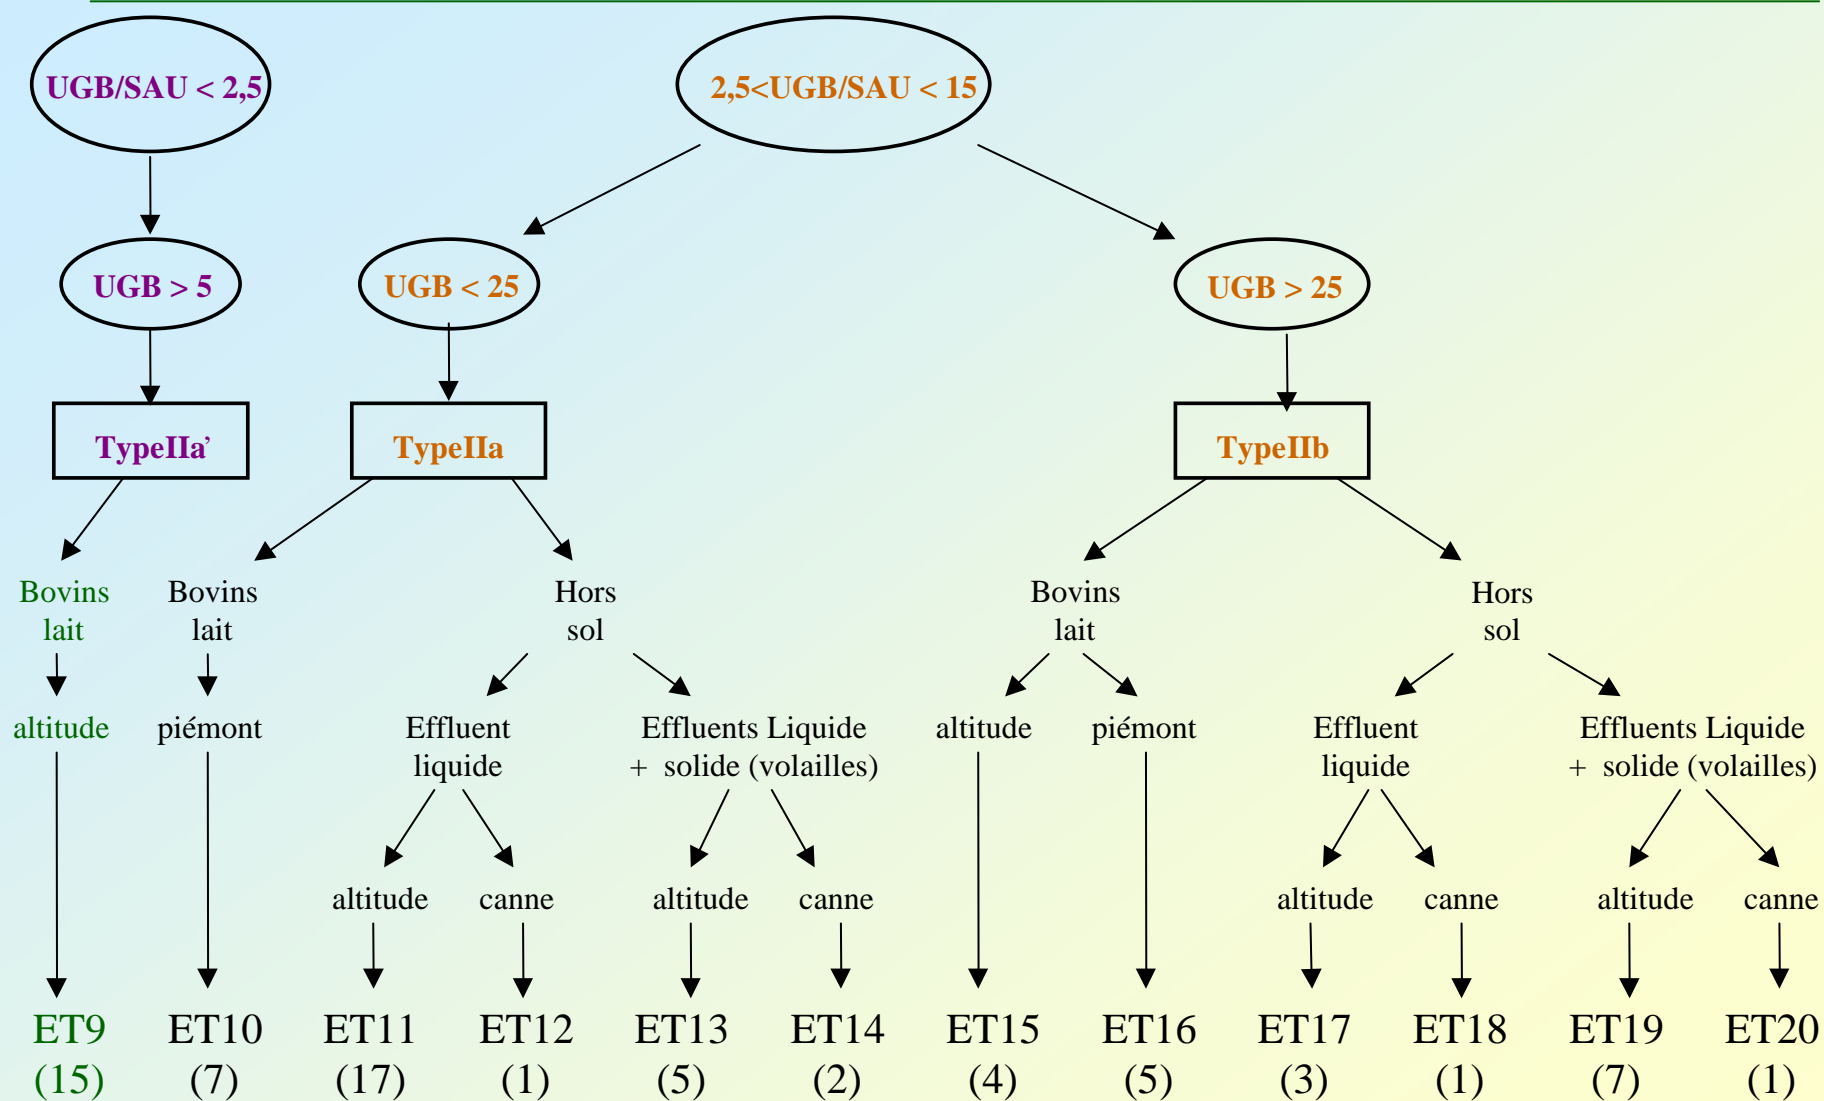 UGB/SAU < 2,5
2,5<UGB/SAU < 15
UGB > 5
UGB < 25
UGB > 25
TypeIIa’
TypeIIa
TypeIIb
Bovins
lait
Bovins
lait
Hors
sol
Bovins
lait
Hors
sol
altitude
piémont
Effluent
liquide
Effluents Liquide
+ solide (volailles)
altitude
piémont
Effluent
liquide
Effluents Liquide
+ solide (volailles)
altitude
canne
altitude
canne
altitude
canne
altitude
canne
ET9
(15)
ET10
(7)
ET11
(17)
ET12
(1)
ET13
(5)
ET14
(2)
ET15
(4)
ET16
(5)
ET17
(3)
ET18
(1)
ET19
(7)
ET20
(1)